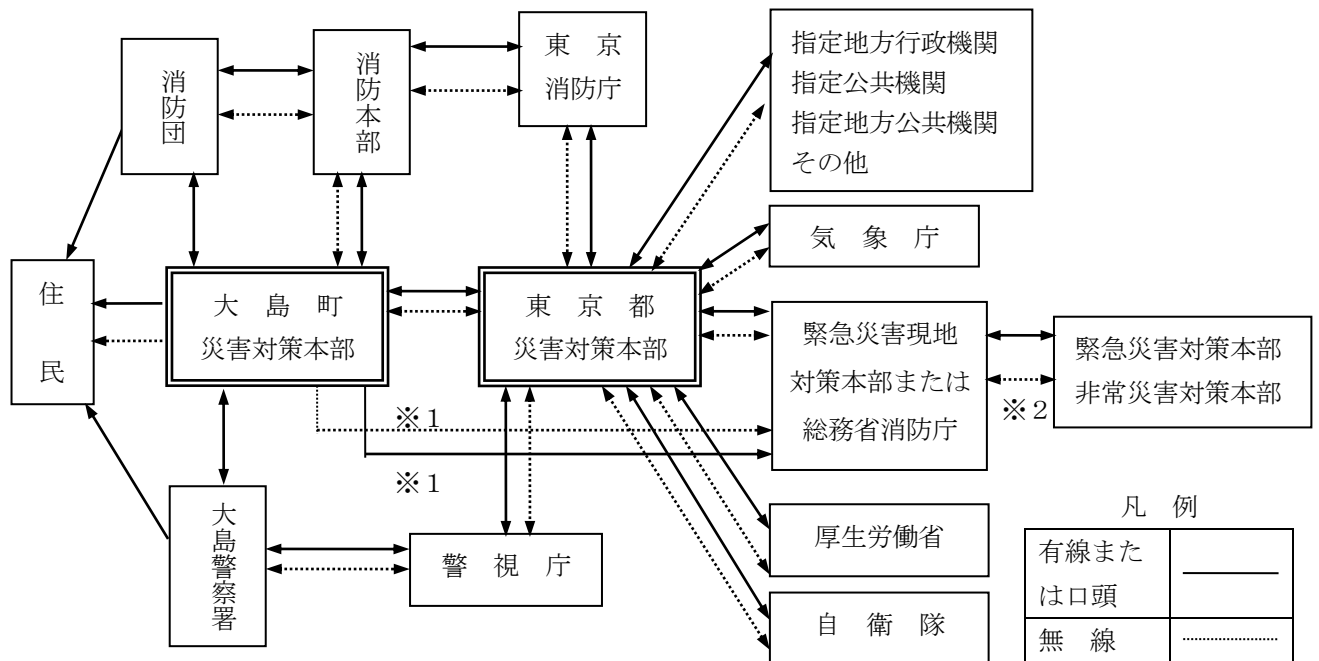 消防団
消防本部
東　京
消防庁
指定地方行政機関
指定公共機関
指定地方公共機関
その他
気　象　庁
住
民
大　島　町
災害対策本部
東　京　都
災害対策本部
緊急災害現地
対策本部または
総務省消防庁
緊急災害対策本部
非常災害対策本部
※１
※２
※１
大島警察署
警　視　庁
厚生労働省
自　衛　隊
凡　例
有線また
は口頭
無　線